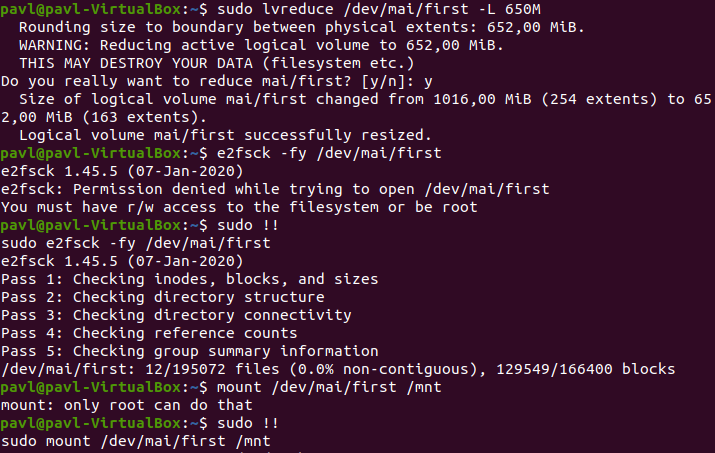 pavl@pavl-VirtualBox:~$ sudo lvreduce /dev/mai/first -L 650M
  Rounding size to boundary between physical extents: 652,00 MiB.
  WARNING: Reducing active logical volume to 652,00 MiB.
  THIS MAY DESTROY YOUR DATA (filesystem etc.)
Do you really want to reduce mai/first? [y/n]: y
  Size of logical volume mai/first changed from 1016,00 MiB (254 extents) to 65
2,00 MiB (163 extents).
  Logical volume mai/first successfully resized.
pavl@pavl-VirtualBox:~$ e2fsck -fy /dev/mai/first
e2fsck 1.45.5 (07-Jan-2020)
e2fsck: Permission denied while trying to open /dev/mai/first
You must have r/w access to the filesystem or be root
pavl@pavl-VirtualBox:~$ sudo !!
sudo e2fsck -fy /dev/mai/first
e2fsck 1.45.5 (07-Jan-2020)
Pass 1: Checking inodes, blocks, and sizes
Pass 2: Checking directory structure
Pass 3: Checking directory connectivity
Pass 4: Checking reference counts
Pass 5: Checking group summary information
/dev/mai/first: 12/195072 files (0.0% non-contiguous), 129549/166400 blocks
pavl@pavl-VirtualBox:~$ mount /dev/mai/first /mnt
mount: only root can do that
pavl@pavl-VirtualBox:~$ sudo !!
sudo mount /dev/mai/first /mnt